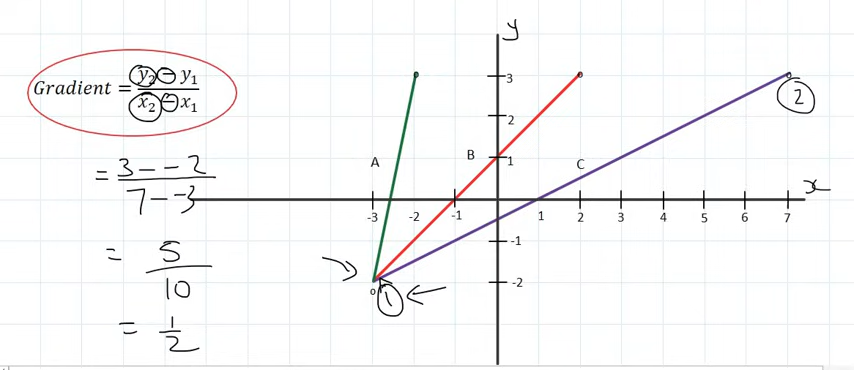 y
Gradient = y₂ − y₁ / x₂ − x₁
3
② 
2
= 3 − − 2 / 7 − − 3
A
B
1
C
x
-3 -2 -1 1 2 3 4 5 6 7
-1
= 5 / 10
-2
①
= 1 / 2